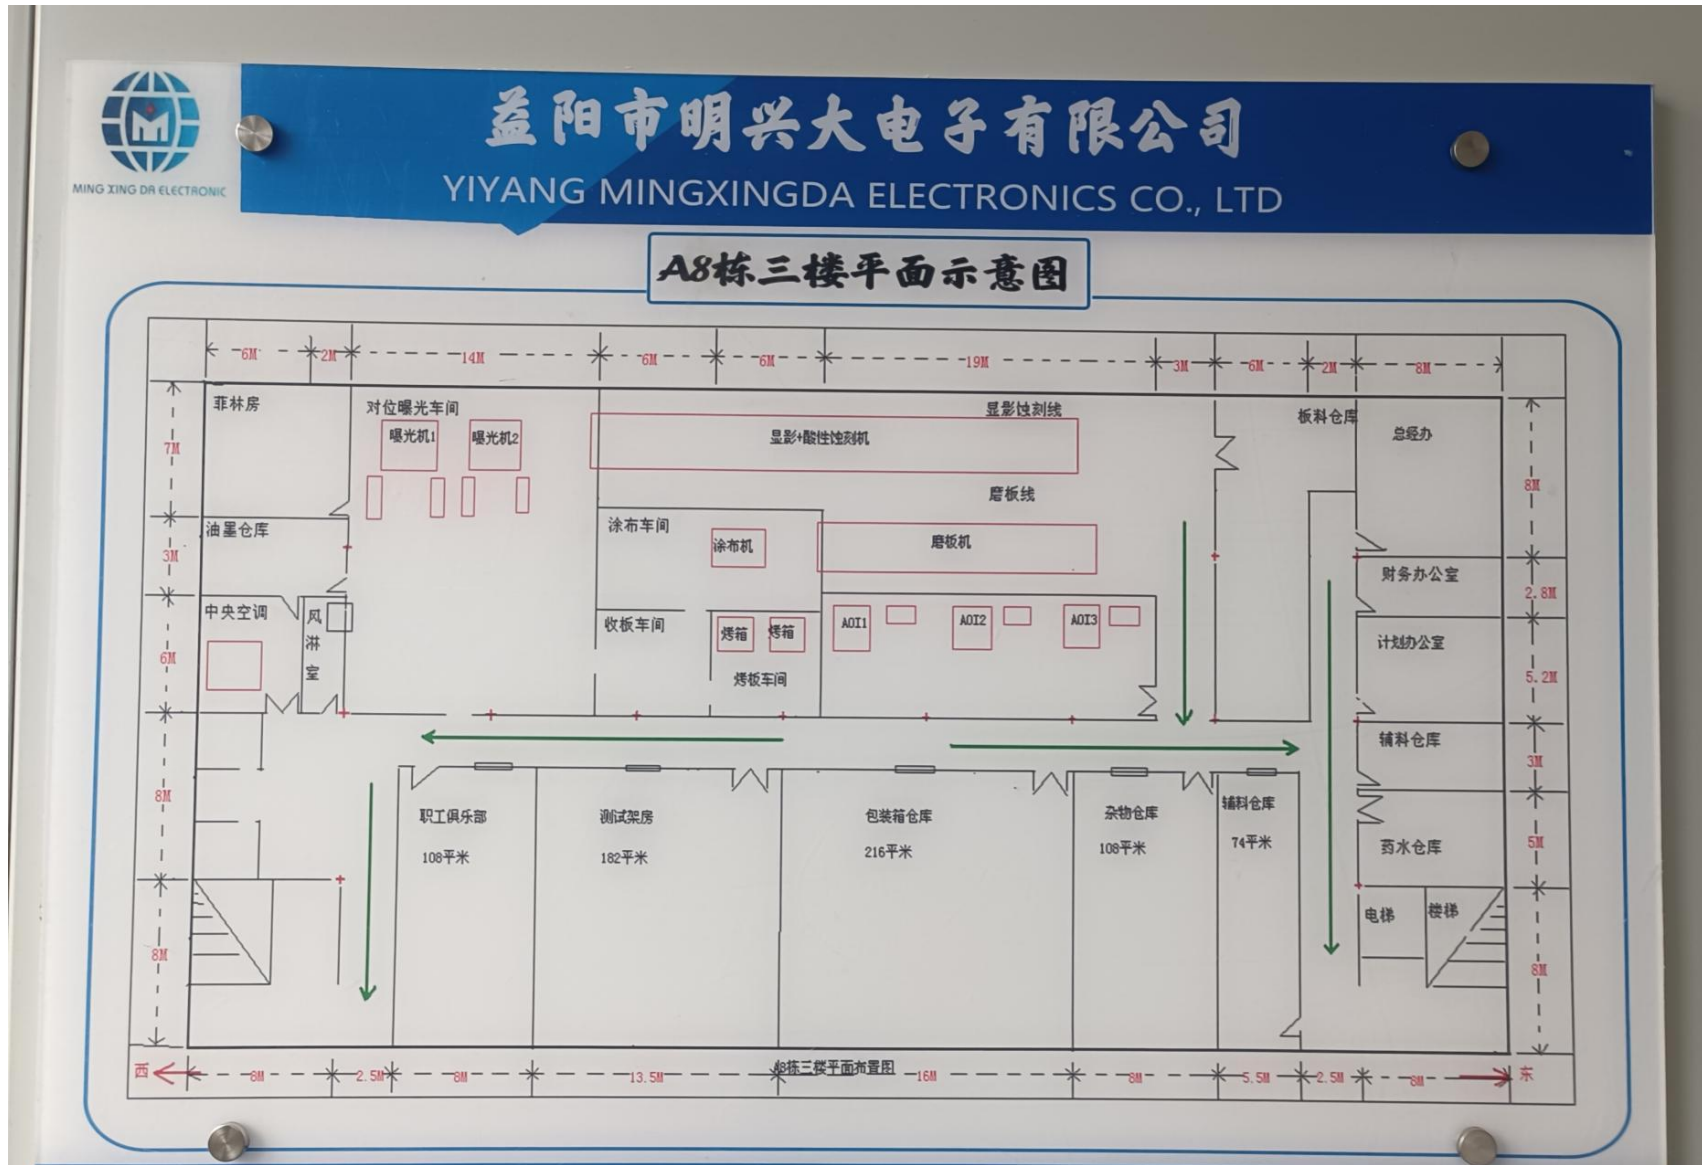 益阳市明兴大电子有限公司
MING XING DA ELECTRONIC
YIYANG MINGXINGDA ELECTRONICS CO., LTD
A8栋三楼平面示意图
6M 2M 14M 6M 6M 19M 3M 6M 2M 8M
菲林房
对位曝光车间
显影蚀刻线
板料仓库
总经办
曝光机1
曝光机2
显影+酸性蚀刻机
7M
8M
磨板线
油墨仓库
涂布车间
涂布机
磨板机
3M
财务办公室
2.8M
中央空调
风淋室
收板车间
烤箱
烤箱
AOI1
AOI2
AOI3
计划办公室
6M
烤板车间
5.2M
辅料仓库
3M
8M
职工俱乐部
108平米
测试架房
182平米
包装箱仓库
216平米
杂物仓库
108平米
辅料仓库
74平米
药水仓库
5M
电梯
楼梯
8M
8M
西
A8栋三楼平面布置图
东
8M 2.5M 8M 13.5M 16M 8M 5.5M 2.5M 8M